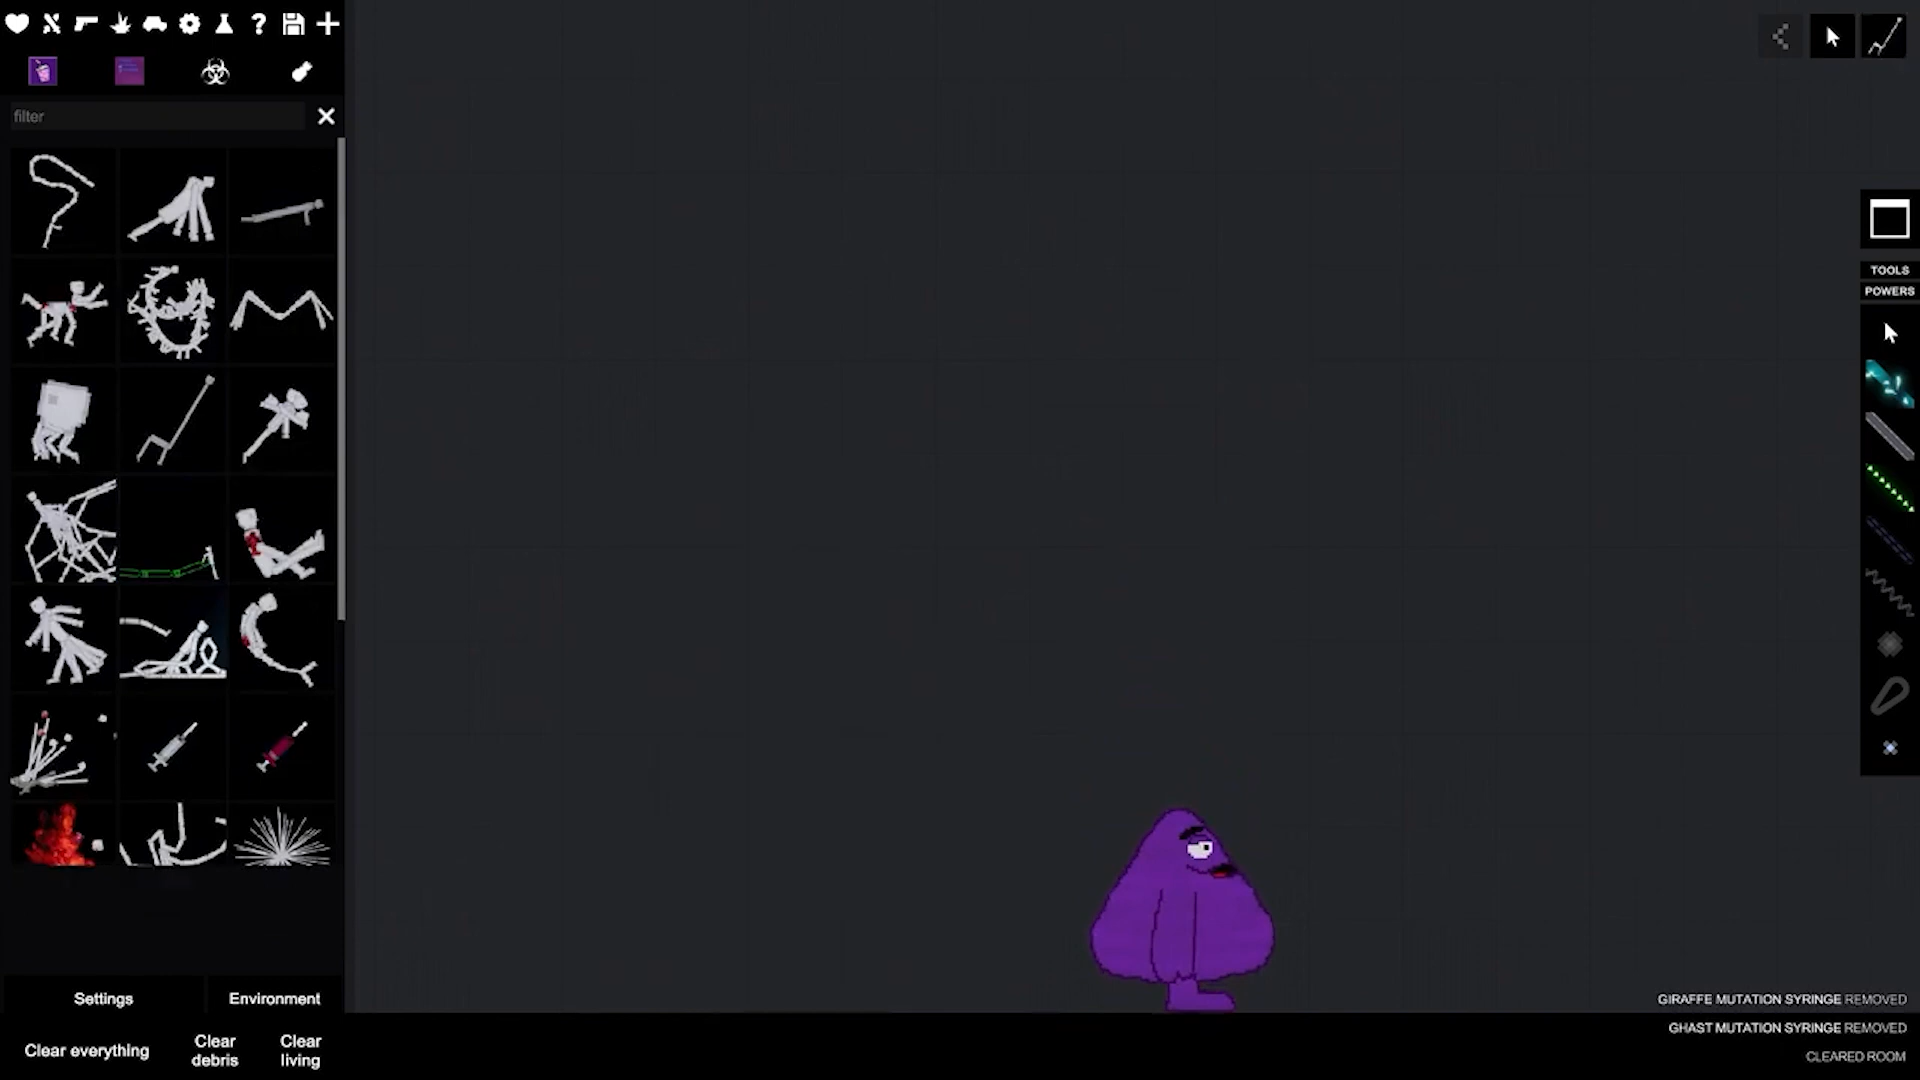 ?
filter
TOOLS
POWERS
Settings
Environment
Clear everything
Clear
debris
Clear
living
GIRAFFE MUTATION SYRINGE REMOVED
GHAST MUTATION SYRINGE REMOVED
CLEARED ROOM